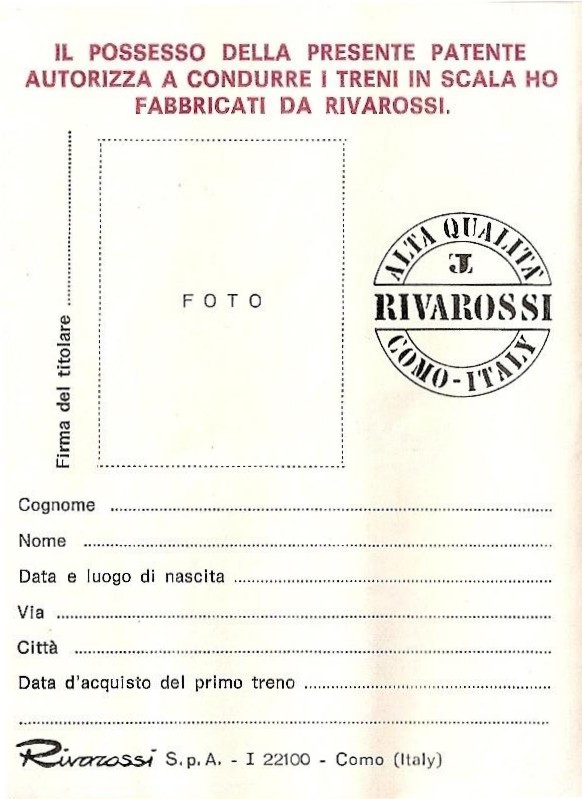 IL POSSESSO DELLA PRESENTE PATENTE
AUTORIZZA A CONDURRE I TRENI IN SCALA HO
FABBRICATI DA RIVAROSSI.
Firma del titolare
FOTO
ALTA QUALITÀ
RIVAROSSI
COMO-ITALY
Cognome
Nome
Data e luogo di nascita
Via
Città
Data d'acquisto del primo treno
Rivarossi S.p.A. - I 22100 - Como (Italy)